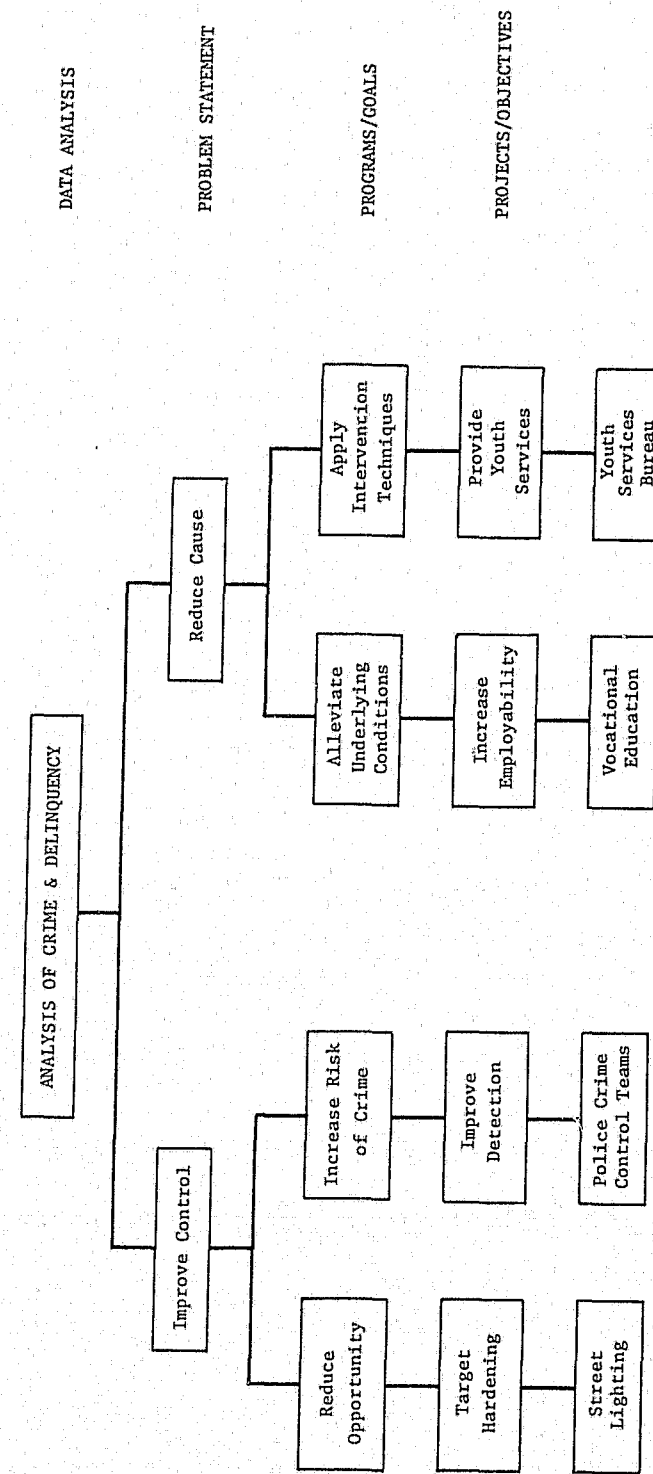 ANALYSIS OF CRIME & DELINQUENCY
DATA ANALYSIS
Improve Control
Reduce Cause
PROBLEM STATEMENT
Reduce
Opportunity
Increase Risk
of Crime
Alleviate
Underlying
Conditions
Apply
Intervention
Techniques
PROGRAMS/GOALS
Target
Hardening
Improve
Detection
Increase
Employability
Provide
Youth
Services
PROJECTS/OBJECTIVES
Street
Lighting
Police Crime
Control Teams
Vocational
Education
Youth
Services
Bureau